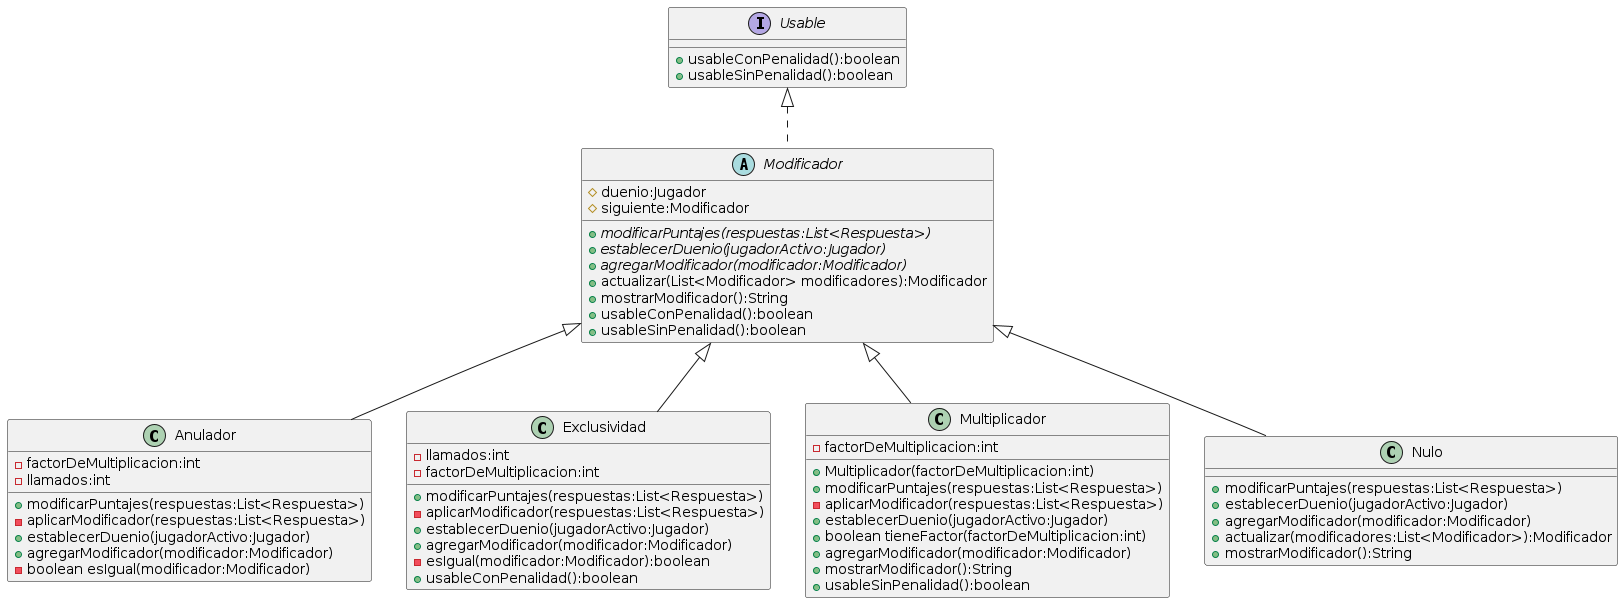 I Usable
usableConPenalidad():boolean
usableSinPenalidad():boolean
A Modificador
duenio:Jugador
siguiente:Modificador
modificarPuntajes(respuestas:List<Respuesta>)
establecerDuenio(jugadorActivo:Jugador)
agregarModificador(modificador:Modificador)
actualizar(List<Modificador> modificadores):Modificador
mostrarModificador():String
usableConPenalidad():boolean
usableSinPenalidad():boolean
C Anulador
factorDeMultiplicacion:int
llamados:int
modificarPuntajes(respuestas:List<Respuesta>)
aplicarModificador(respuestas:List<Respuesta>)
establecerDuenio(jugadorActivo:Jugador)
agregarModificador(modificador:Modificador)
boolean esIgual(modificador:Modificador)
C Exclusividad
llamados:int
factorDeMultiplicacion:int
modificarPuntajes(respuestas:List<Respuesta>)
aplicarModificador(respuestas:List<Respuesta>)
establecerDuenio(jugadorActivo:Jugador)
agregarModificador(modificador:Modificador)
esIgual(modificador:Modificador):boolean
usableConPenalidad():boolean
C Multiplicador
factorDeMultiplicacion:int
Multiplicador(factorDeMultiplicacion:int)
modificarPuntajes(respuestas:List<Respuesta>)
aplicarModificador(respuestas:List<Respuesta>)
establecerDuenio(jugadorActivo:Jugador)
boolean tieneFactor(factorDeMultiplicacion:int)
agregarModificador(modificador:Modificador)
mostrarModificador():String
usableSinPenalidad():boolean
C Nulo
modificarPuntajes(respuestas:List<Respuesta>)
establecerDuenio(jugadorActivo:Jugador)
agregarModificador(modificador:Modificador)
actualizar(modificadores:List<Modificador>):Modificador
mostrarModificador():String